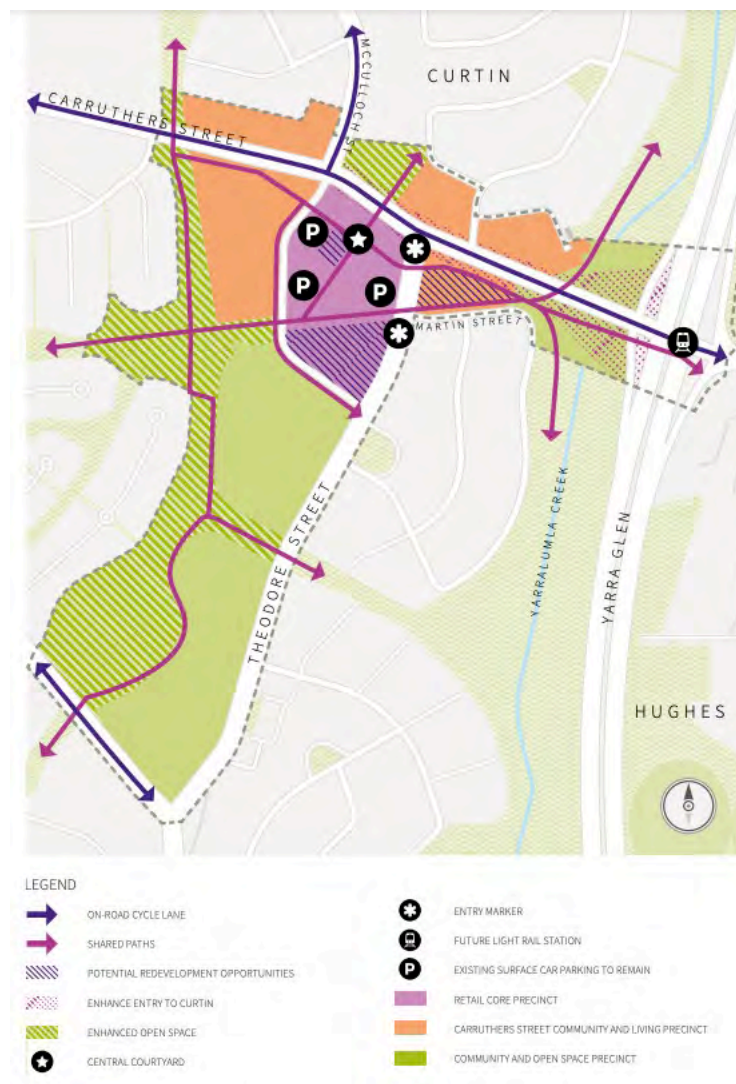 CURTIN
MCCULLOCH ST
CARRUTHERS STREET
P
P
P
MARTIN STREET
THEODORE STREET
YARRALUMLA CREEK
YARRA GLEN
HUGHES
LEGEND
ON-ROAD CYCLE LANE
SHARED PATHS
POTENTIAL REDEVELOPMENT OPPORTUNITIES
ENHANCE ENTRY TO CURTIN
ENHANCED OPEN SPACE
CENTRAL COURTYARD
ENTRY MARKER
FUTURE LIGHT RAIL STATION
P EXISTING SURFACE CAR PARKING TO REMAIN
RETAIL CORE PRECINCT
CARRUTHERS STREET COMMUNITY AND LIVING PRECINCT
COMMUNITY AND OPEN SPACE PRECINCT